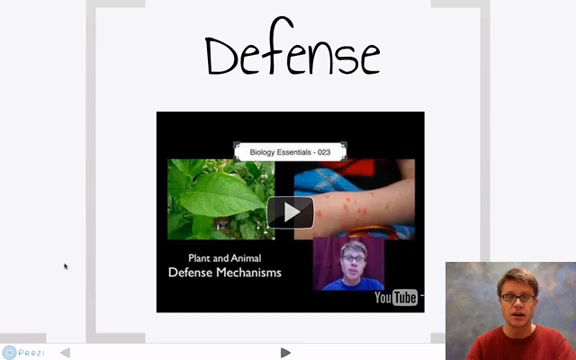 Defense
Biology Essentials - 023
Plant and Animal
Defense Mechanisms
YouTube
Prezi